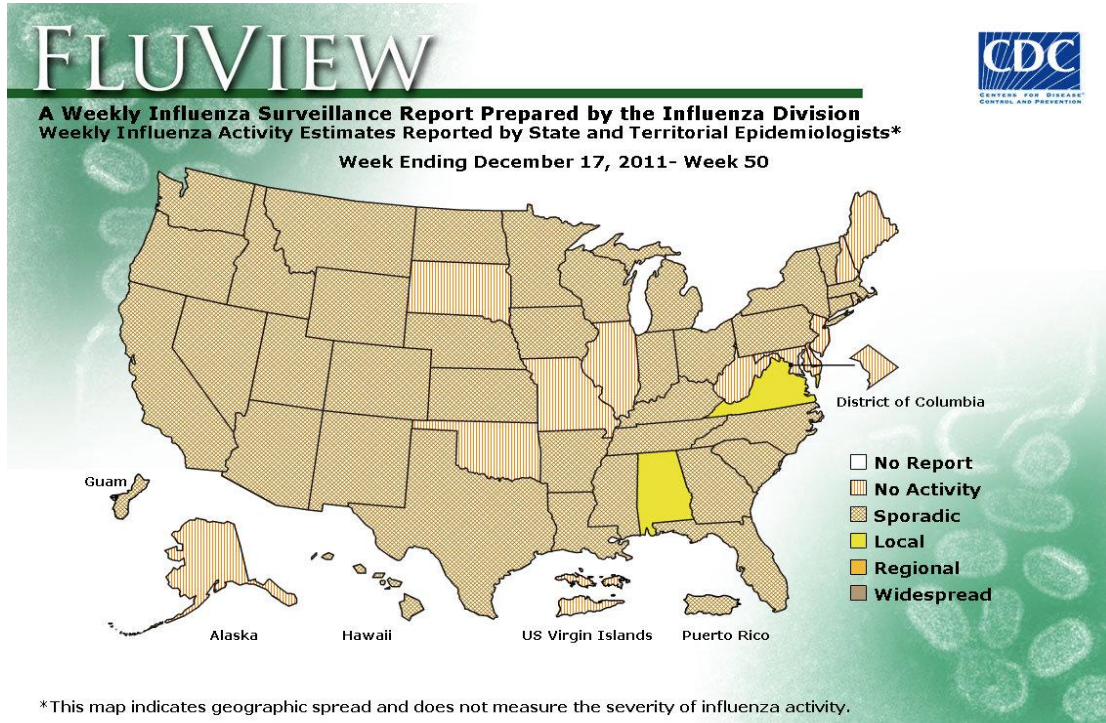 FLUVIEW
CDC
CENTERS FOR DISEASE
CONTROL AND PREVENTION
A Weekly Influenza Surveillance Report Prepared by the Influenza Division
Weekly Influenza Activity Estimates Reported by State and Territorial Epidemiologists*
Week Ending December 17, 2011- Week 50
District of Columbia
No Report
Guam
No Activity
Sporadic
Local
Regional
Widespread
Alaska
Hawaii
US Virgin Islands
Puerto Rico
*This map indicates geographic spread and does not measure the severity of influenza activity.